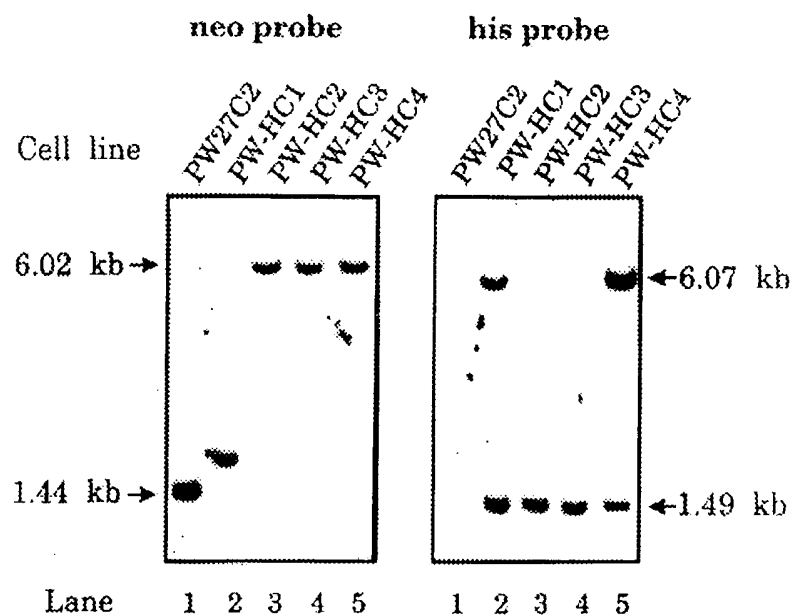 neo probe his probe
Cell line PW27C2 PW-HC1 PW-HC2 PW-HC3 PW-HC4 PW27C2 PW-HC1 PW-HC2 PW-HC3 PW-HC4
6.02 kb 6.07 kb
1.44 kb 1.49 kb
Lane 1 2 3 4 5 1 2 3 4 5